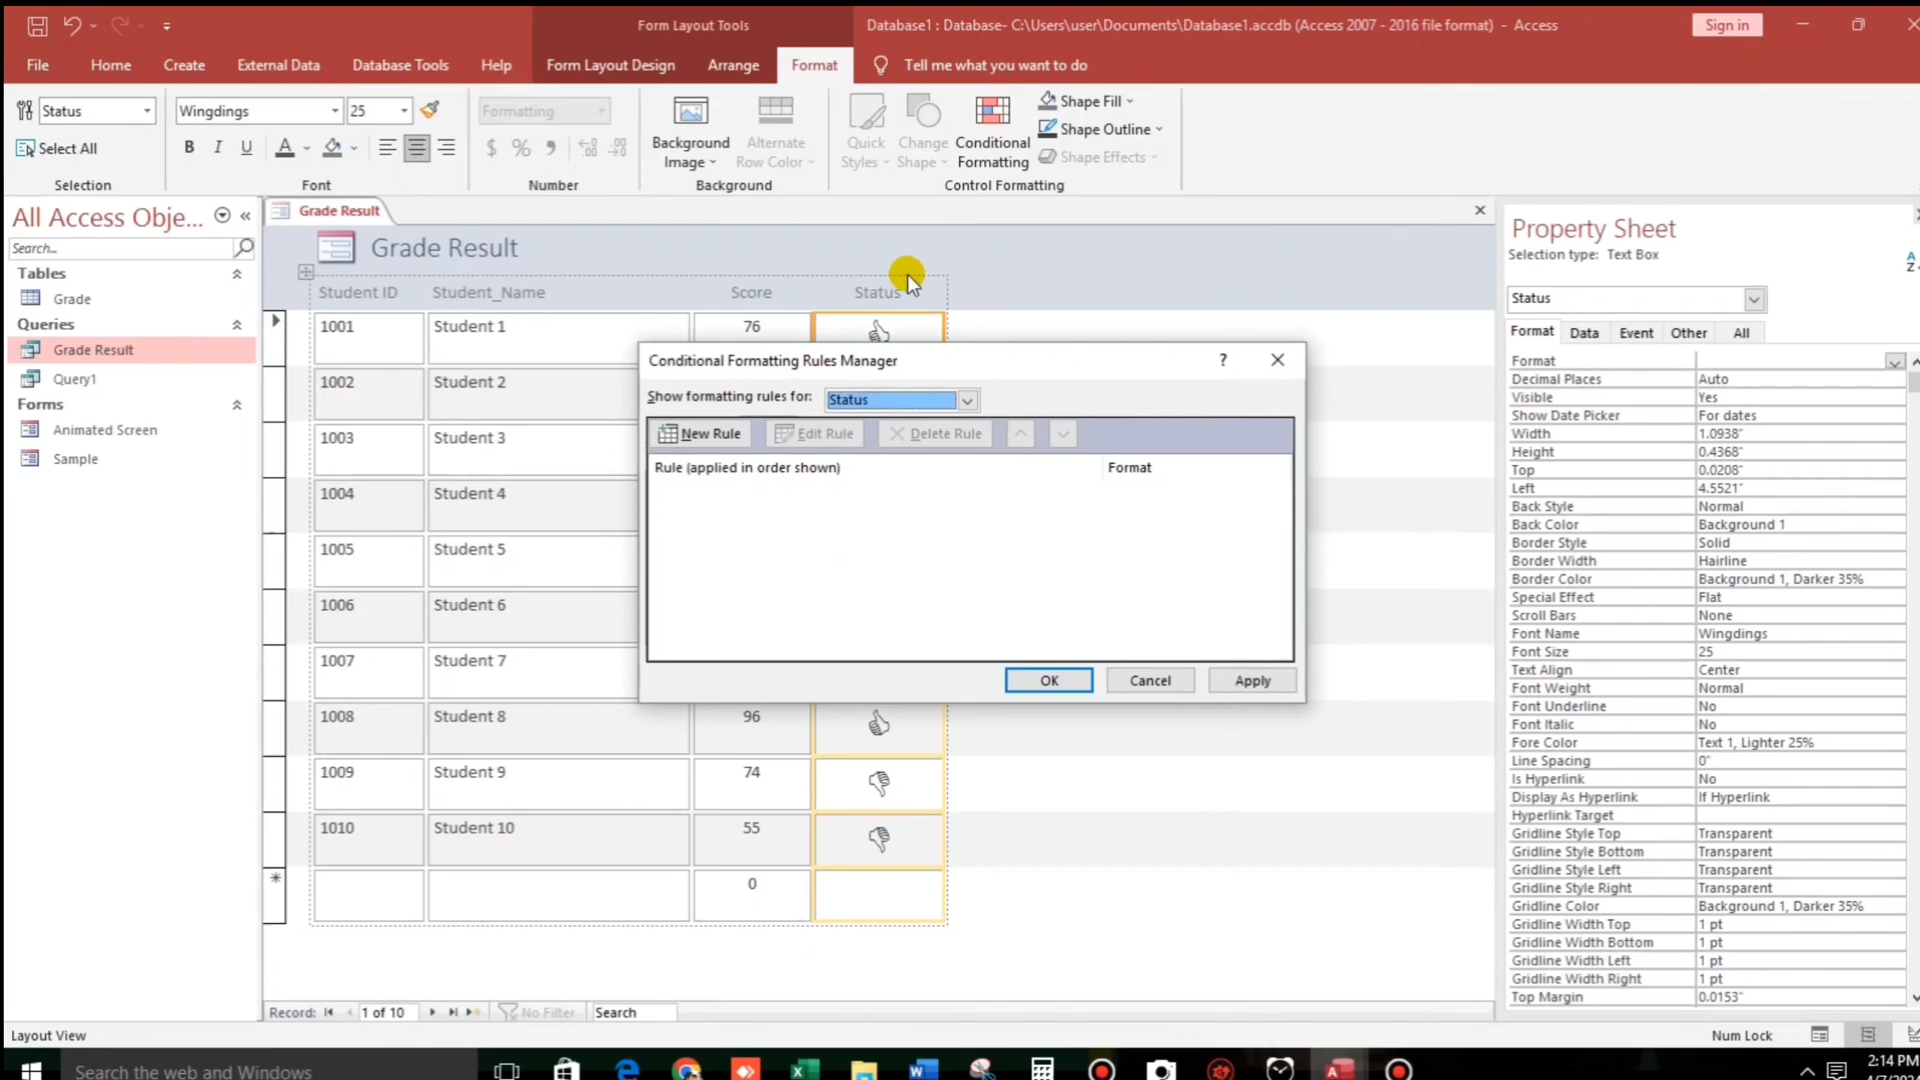 Form Layout Tools
Database1 : Database- C:\Users\user\Documents\Database1.accdb (Access 2007 - 2016 file format) - Access
Sign in
File Home Create External Data Database Tools Help Form Layout Design Arrange Format Tell me what you want to do
Status Wingdings 25 Formatting
Select All
B I U A $ % ,
Background Image
Alternate Row Color
Quick Styles
Change Shape
Conditional Formatting
Shape Fill
Shape Outline
Shape Effects
Selection Font Number Background Control Formatting
All Access Obje... «
Search...
Tables
Grade
Queries
Grade Result
Query1
Forms
Animated Screen
Sample
Grade Result
Grade Result
Student ID Student_Name Score Status
1001 Student 1 76
1002 Student 2
1003 Student 3
1004 Student 4
1005 Student 5
1006 Student 6
1007 Student 7
1008 Student 8 96
1009 Student 9 74
1010 Student 10 55
* 0
Conditional Formatting Rules Manager ?
Show formatting rules for: Status
New Rule Edit Rule Delete Rule
Rule (applied in order shown) Format
OK Cancel Apply
Property Sheet
Selection type: Text Box
A
Z
Status
Format Data Event Other All
Format
Decimal Places Auto
Visible Yes
Show Date Picker For dates
Width 1.0938"
Height 0.4368"
Top 0.0208"
Left 4.5521"
Back Style Normal
Back Color Background 1
Border Style Solid
Border Width Hairline
Border Color Background 1, Darker 35%
Special Effect Flat
Scroll Bars None
Font Name Wingdings
Font Size 25
Text Align Center
Font Weight Normal
Font Underline No
Font Italic No
Fore Color Text 1, Lighter 25%
Line Spacing 0"
Is Hyperlink No
Display As Hyperlink If Hyperlink
Hyperlink Target
Gridline Style Top Transparent
Gridline Style Bottom Transparent
Gridline Style Left Transparent
Gridline Style Right Transparent
Gridline Color Background 1, Darker 35%
Gridline Width Top 1 pt
Gridline Width Bottom 1 pt
Gridline Width Left 1 pt
Gridline Width Right 1 pt
Top Margin 0.0153"
Record: 1 of 10 No Filter Search
Layout View Num Lock
Search the web and Windows
2:14 PM